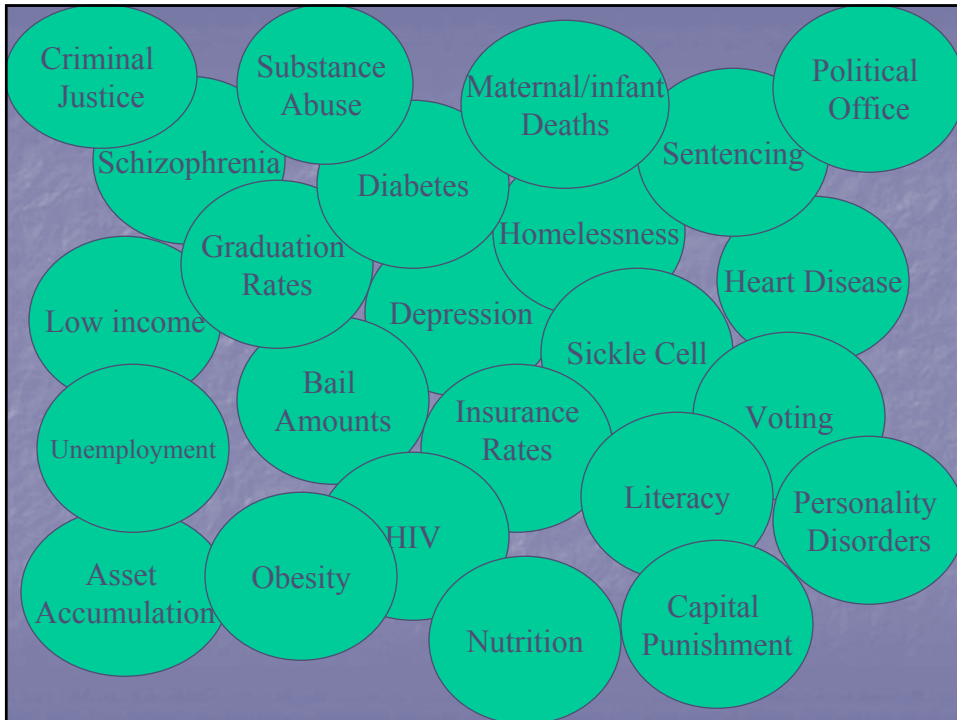 Criminal
Justice
Substance
Abuse
Maternal/infant
Deaths
Political
Office
Schizophrenia
Diabetes
Sentencing
Graduation
Rates
Homelessness
Heart Disease
Low income
Depression
Sickle Cell
Bail
Amounts
Insurance
Rates
Voting
Unemployment
Literacy
Personality
Disorders
HIV
Asset
Accumulation
Obesity
Nutrition
Capital
Punishment